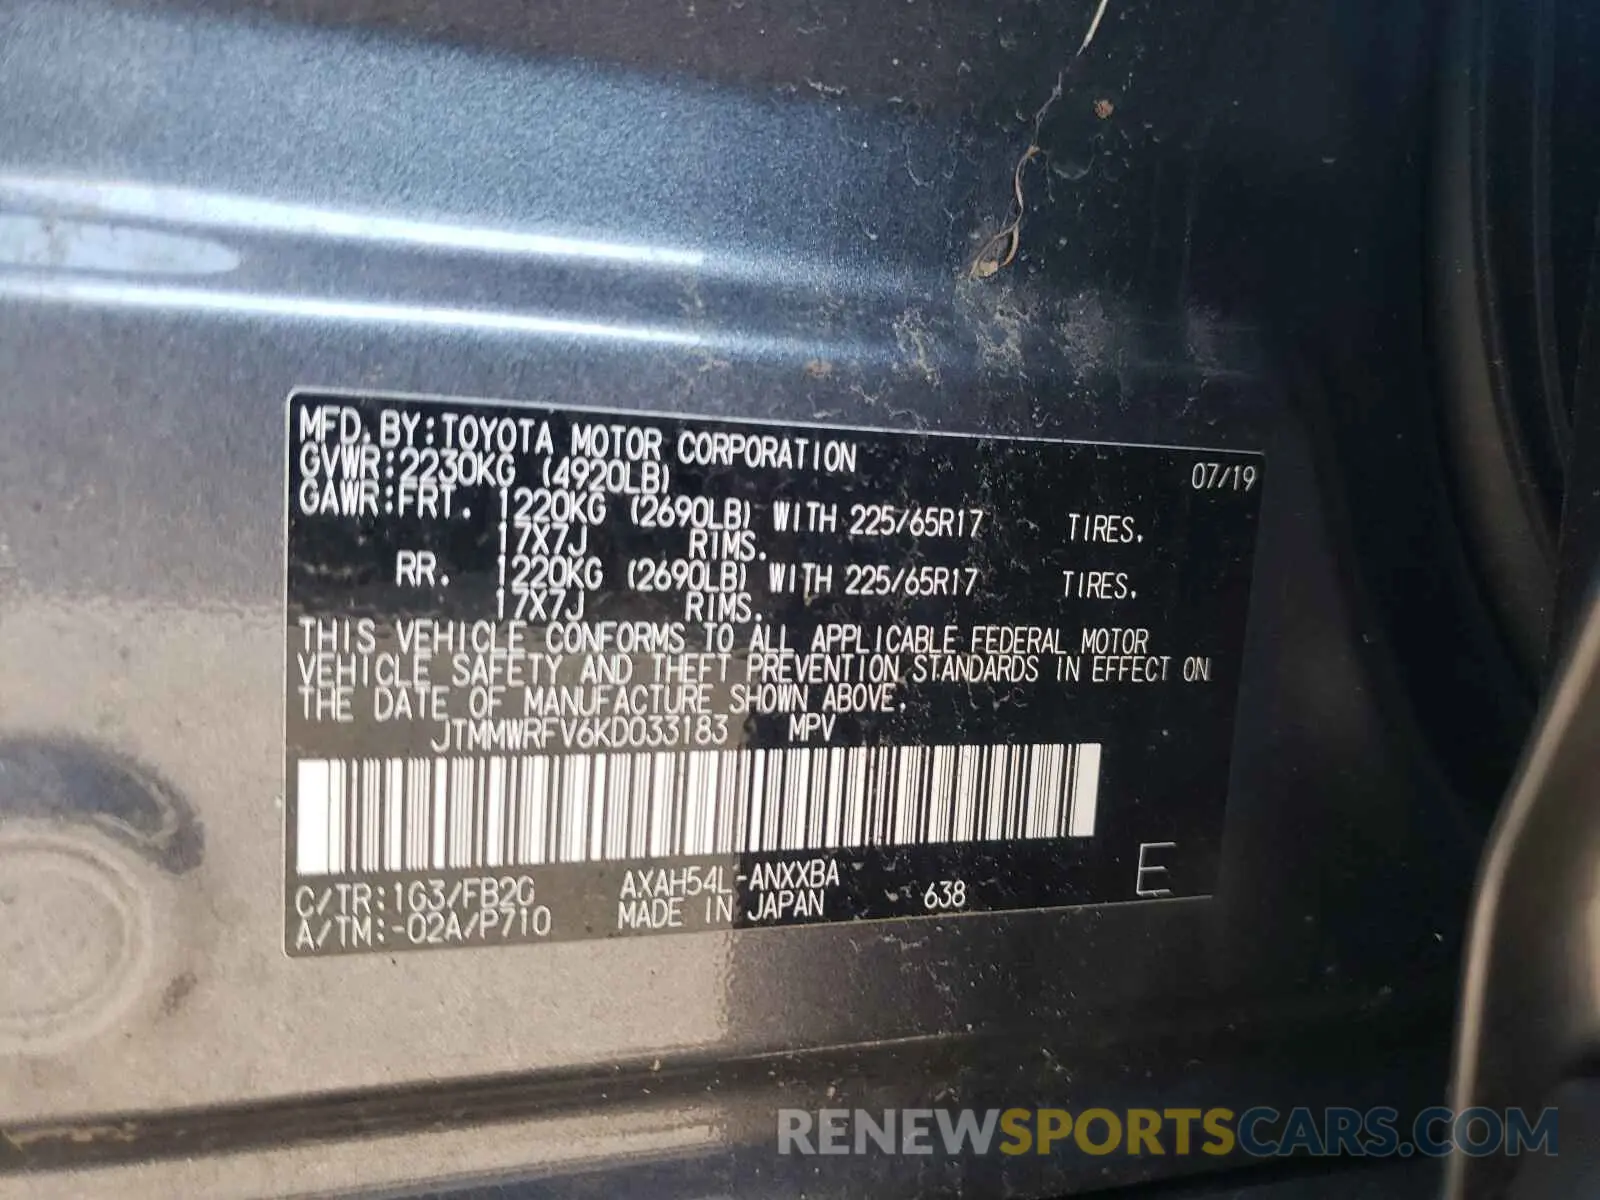 MFD. BY: TOYOTA MOTOR CORPORATION 07/19
GVWR: 2230KG (4920LB)
GAWR: FRT. 1220KG (2690LB) WITH 225/65R17 TIRES.
17X7J RIMS.
RR. 1220KG (2690LB) WITH 225/65R17 TIRES.
17X7J RIMS.
THIS VEHICLE CONFORMS TO ALL APPLICABLE FEDERAL MOTOR
VEHICLE SAFETY AND THEFT PREVENTION STANDARDS IN EFFECT ON
THE DATE OF MANUFACTURE SHOWN ABOVE.
JTMMWRFV6KD033183 MPV
C/TR: 1G3/FB20 AXAH54L-ANXXBA
A/TM: -02A/P710 MADE IN JAPAN 638 E
RENEWSPORTSCARS.COM